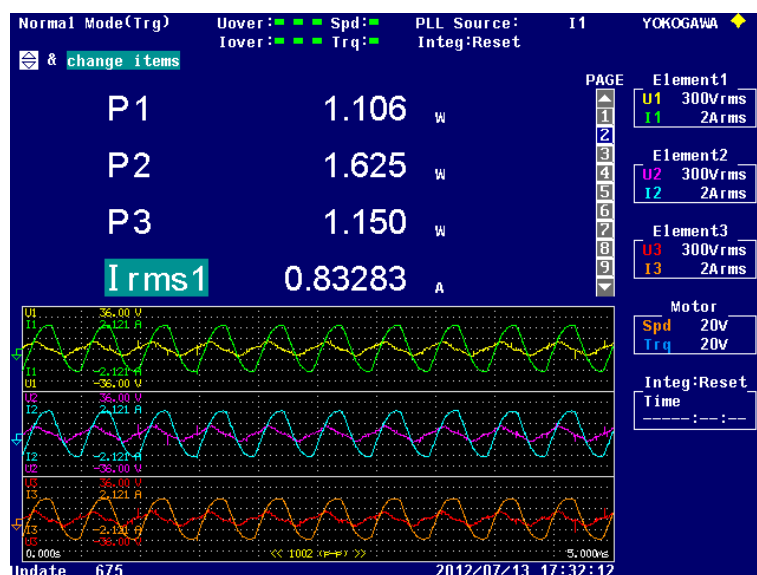 Normal Mode(Trg) Uover: Spd: PLL Source: I1 YOKOGAWA
Iover: Trq: Integ:Reset
& change items
PAGE
1
2
3
4
5
6
7
8
9
P1 1.106 W
P2 1.625 W
P3 1.150 W
Irms1 0.83283 A
Element1
U1 300Vrms
I1 2Arms
Element2
U2 300Vrms
I2 2Arms
Element3
U3 300Vrms
I3 2Arms
Motor
Spd 20V
Trq 20V
Integ:Reset
Time
-----:--:--
U1 36.00 V
I1 2.121 A
I1 -2.121 A
U1 -36.00 V
U2 36.00 V
I2 2.121 A
I2 -2.121 A
U2 -36.00 V
U3 36.00 V
I3 2.121 A
I3 -2.121 A
U3 -36.00 V
0.000s << 1002 (p-p) >> 5.000ms
Update 675 2012/07/13 17:32:12